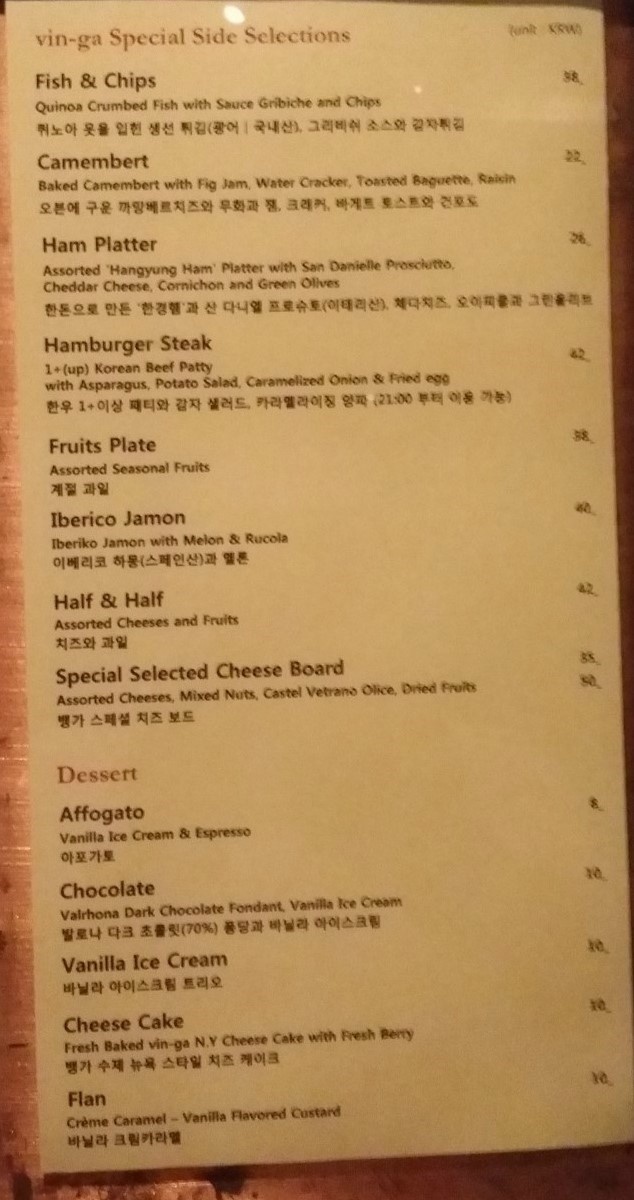 vin-ga Special Side Selections (unit : KRW)
Fish & Chips 38.
Quinoa Crumbed Fish with Sauce Gribiche and Chips
퀴노아 옷을 입힌 생선 튀김(광어 | 국내산), 그리비쉬 소스와 감자튀김
Camembert 22.
Baked Camembert with Fig Jam, Water Cracker, Toasted Baguette, Raisin
오븐에 구운 까망베르치즈와 무화과 잼, 크래커, 바게트 토스트와 건포도
Ham Platter 26.
Assorted 'Hangyung Ham' Platter with San Danielle Prosciutto,
Cheddar Cheese, Cornichon and Green Olives
한돈으로 만든 '한경햄'과 산 다니엘 프로슈토(이태리산), 체다치즈, 오이피클과 그린올리브
Hamburger Steak 42.
1+(up) Korean Beef Patty
with Asparagus, Potato Salad, Caramelized Onion & Fried egg
한우 1+이상 패티와 감자 샐러드, 카라멜라이징 양파 (21:00 부터 이용 가능)
Fruits Plate 38.
Assorted Seasonal Fruits
계절 과일
Iberico Jamon 40.
Iberiko Jamon with Melon & Rucola
이베리코 하몽(스페인산)과 멜론
Half & Half 42.
Assorted Cheeses and Fruits
치즈와 과일
Special Selected Cheese Board 35.
Assorted Cheeses, Mixed Nuts, Castel Vetrano Olice, Dried Fruits 50.
뱅가 스페셜 치즈 보드
Dessert
Affogato 8.
Vanilla Ice Cream & Espresso
아포가토
Chocolate 10.
Valrhona Dark Chocolate Fondant, Vanilla Ice Cream
발로나 다크 초콜릿(70%) 퐁당과 바닐라 아이스크림
Vanilla Ice Cream 10.
바닐라 아이스크림 트리오
Cheese Cake 10.
Fresh Baked vin-ga N.Y Cheese Cake with Fresh Berry
뱅가 수제 뉴욕 스타일 치즈 케이크
Flan 10.
Crème Caramel – Vanilla Flavored Custard
바닐라 크림카라멜